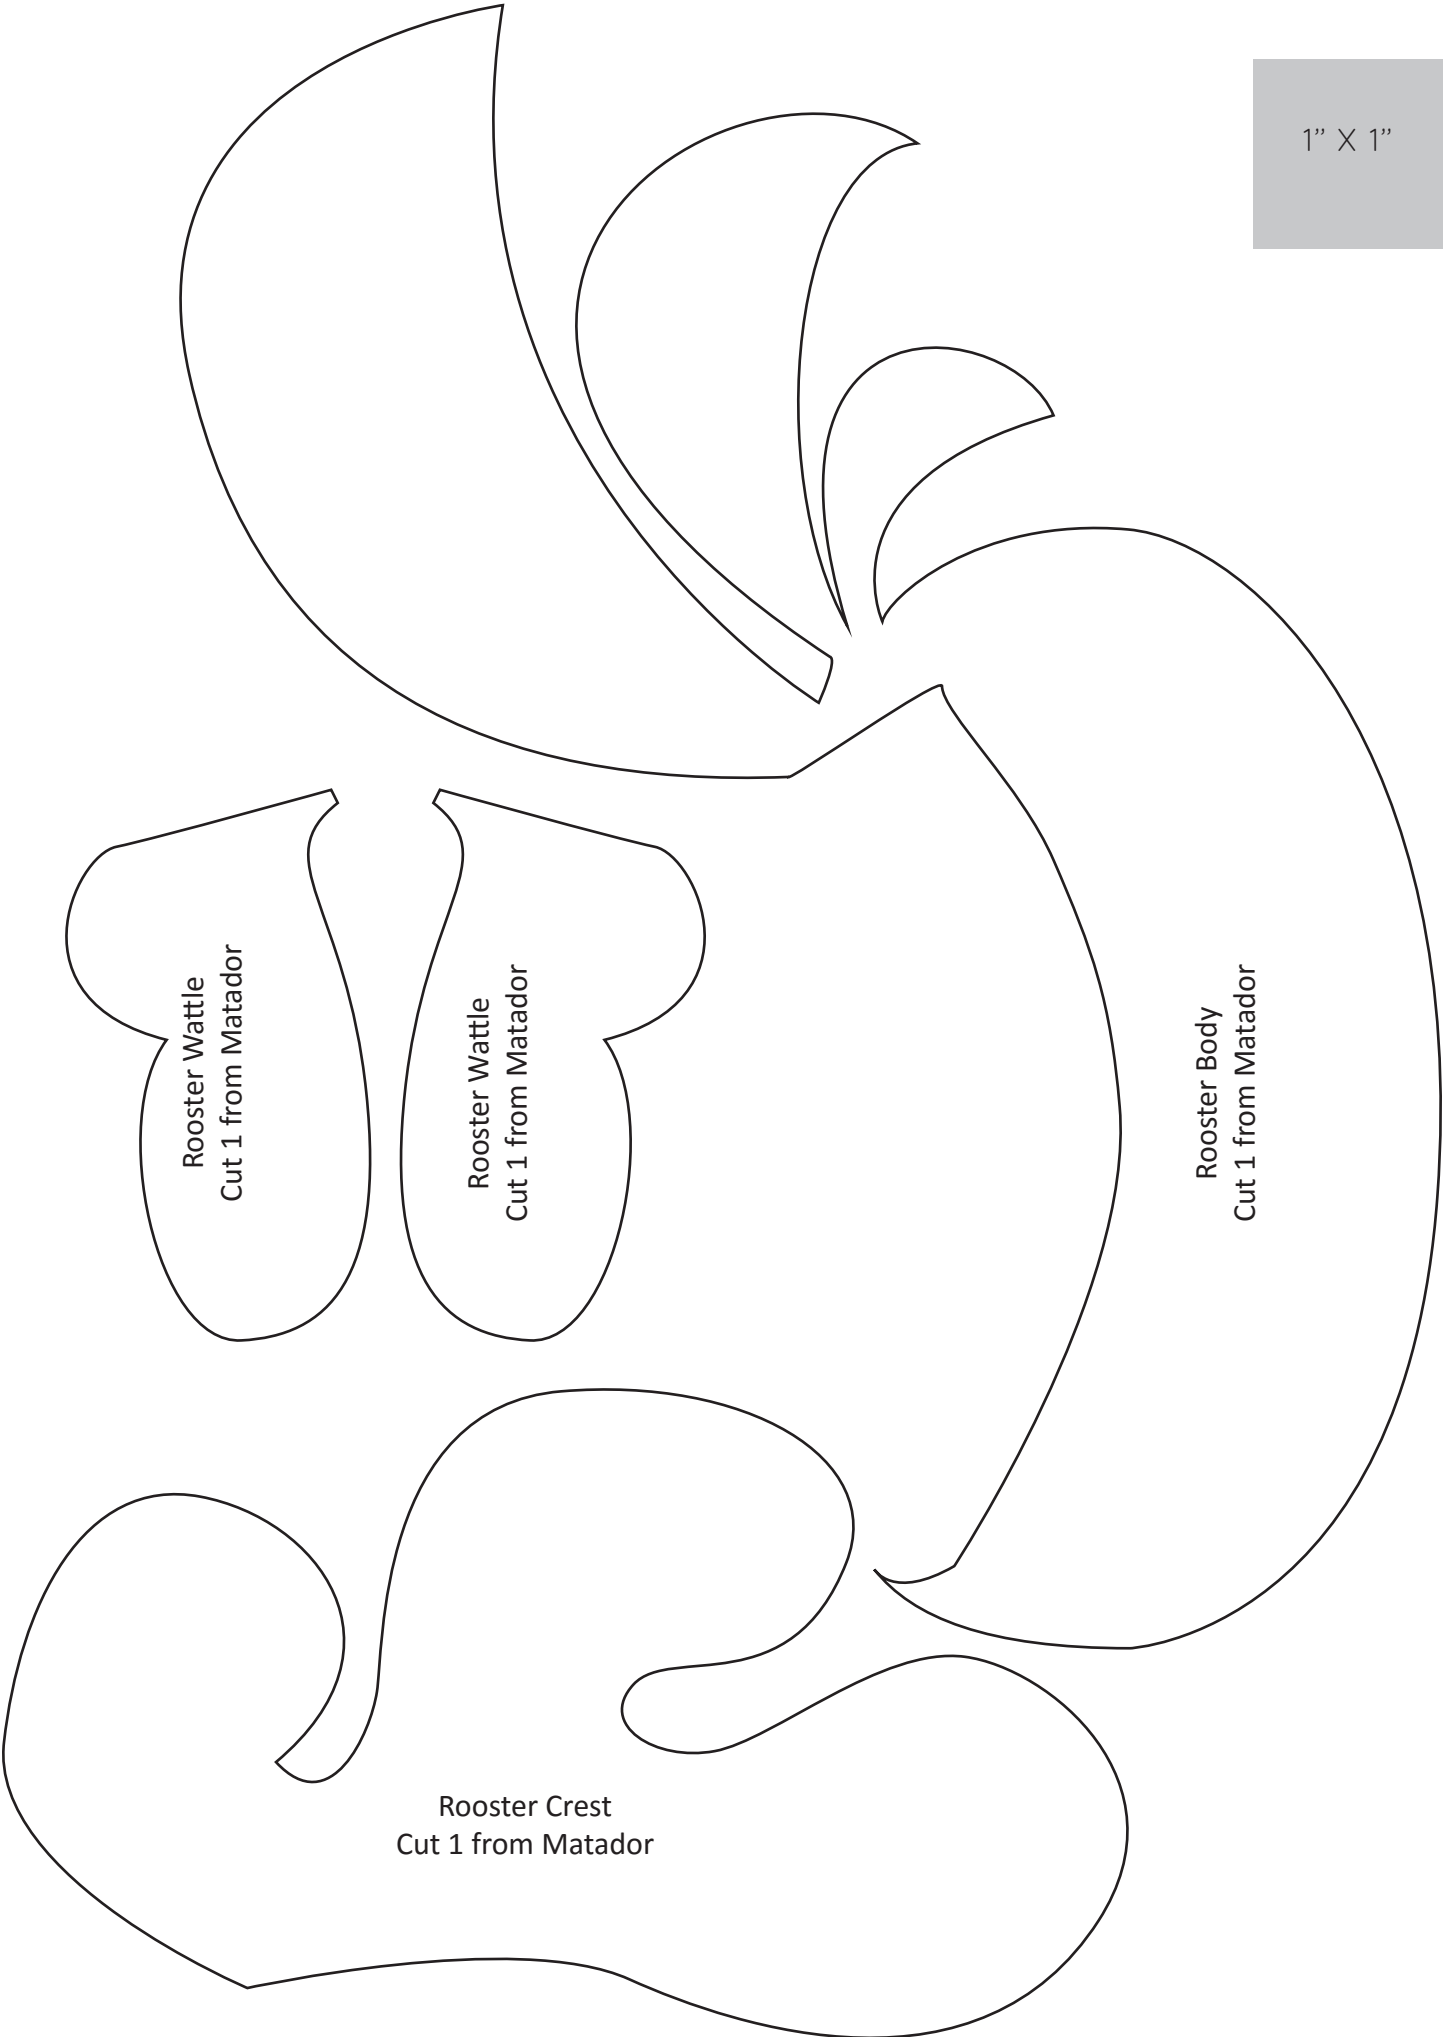 1” X 1”
Rooster Wattle
Cut 1 from Matador
Rooster Wattle
Cut 1 from Matador
Rooster Body
Cut 1 from Matador
Rooster Crest
Cut 1 from Matador